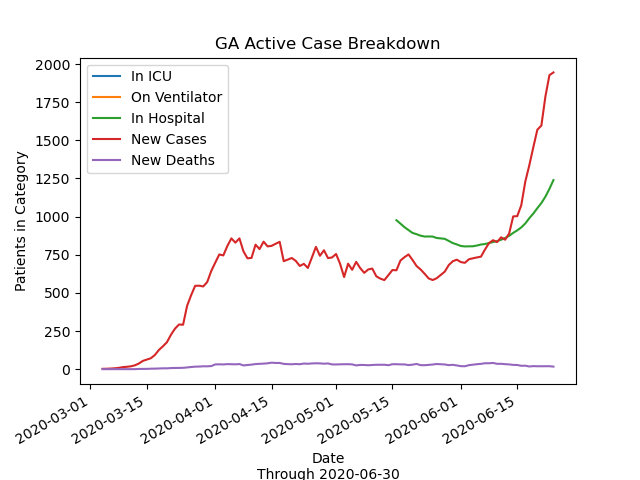 GA Active Case Breakdown
In ICU
On Ventilator
In Hospital
New Cases
New Deaths
Patients in Category
2000
1750
1500
1250
1000
750
500
250
0
2020-03-01
2020-03-15
2020-04-01
2020-04-15
2020-05-01
2020-05-15
2020-06-01
2020-06-15
Date
Through 2020-06-30